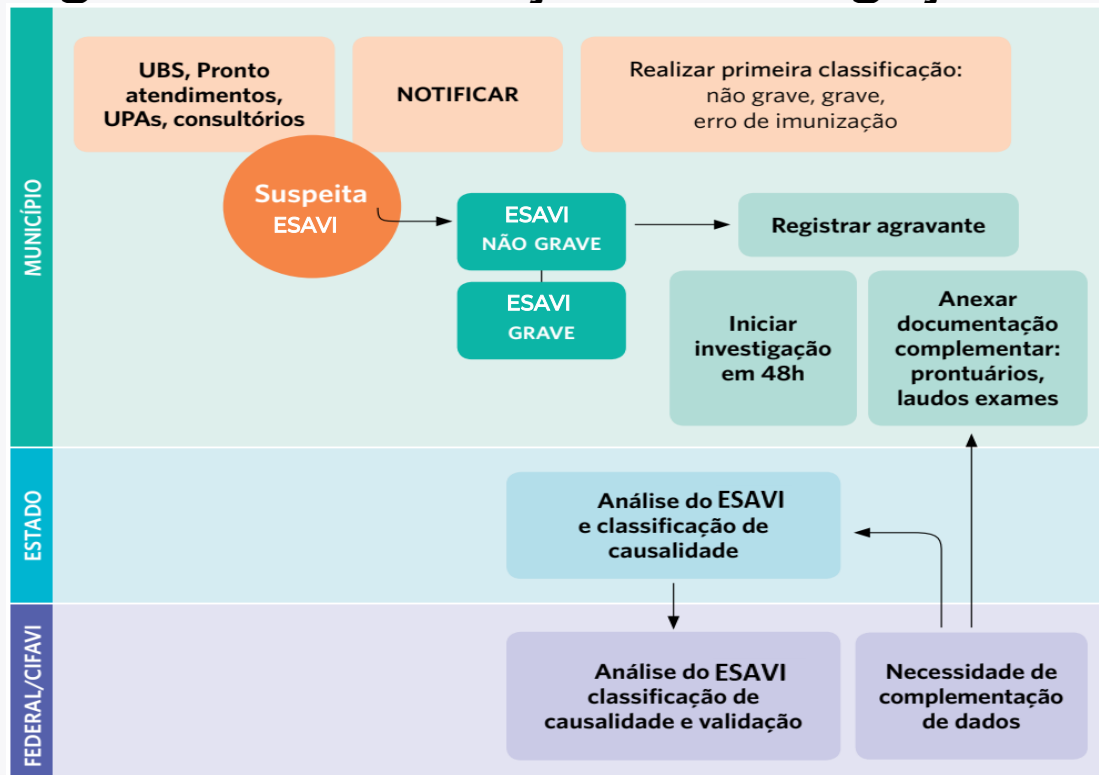 MUNICÍPIO
UBS, Pronto
atendimentos,
UPAs, consultórios
NOTIFICAR
Realizar primeira classificação:
não grave, grave,
erro de imunização
Suspeita
ESAVI
ESAVI
NÃO GRAVE
ESAVI
GRAVE
Registrar agravante
Iniciar
investigação
em 48h
Anexar
documentação
complementar:
prontuários,
laudos exames
ESTADO
Análise do ESAVI
e classificação de
causalidade
FEDERAL/CIFAVI
Análise do ESAVI
classificação de
causalidade e validação
Necessidade de
complementação
de dados